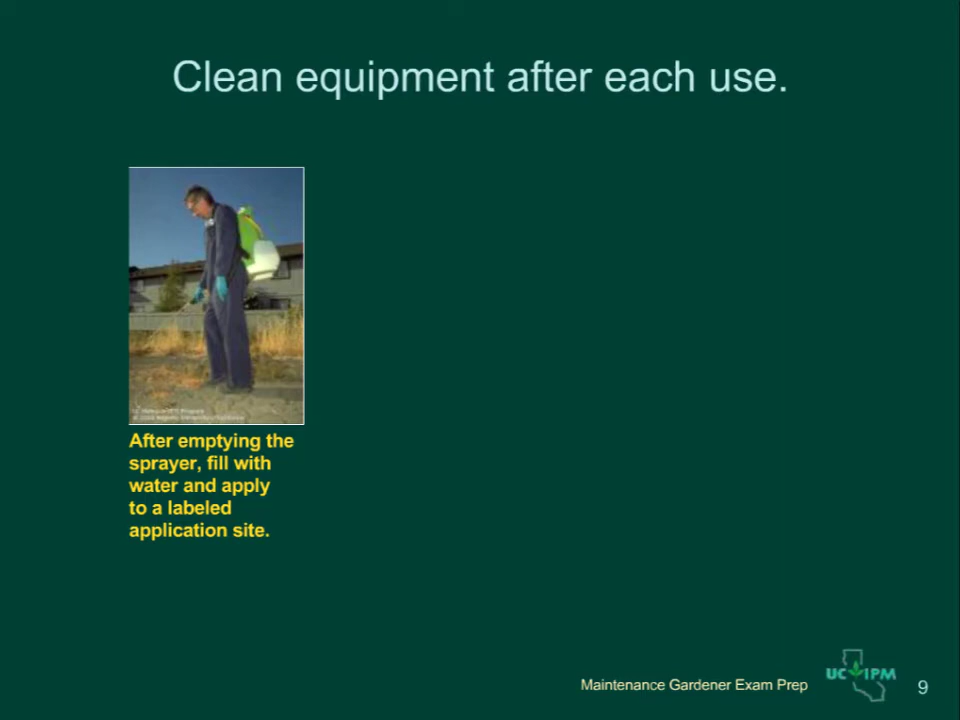 Clean equipment after each use.
After emptying the
sprayer, fill with
water and apply
to a labeled
application site.
Maintenance Gardener Exam Prep
UC IPM
9